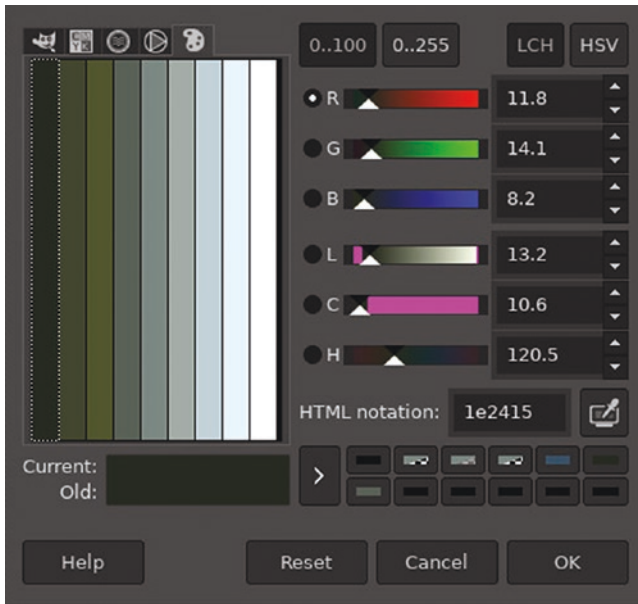 0..100 0..255 LCH HSV
R 11.8
G 14.1
B 8.2
L 13.2
C 10.6
H 120.5
HTML notation: 1e2415
Current:
Old:
Help Reset Cancel OK